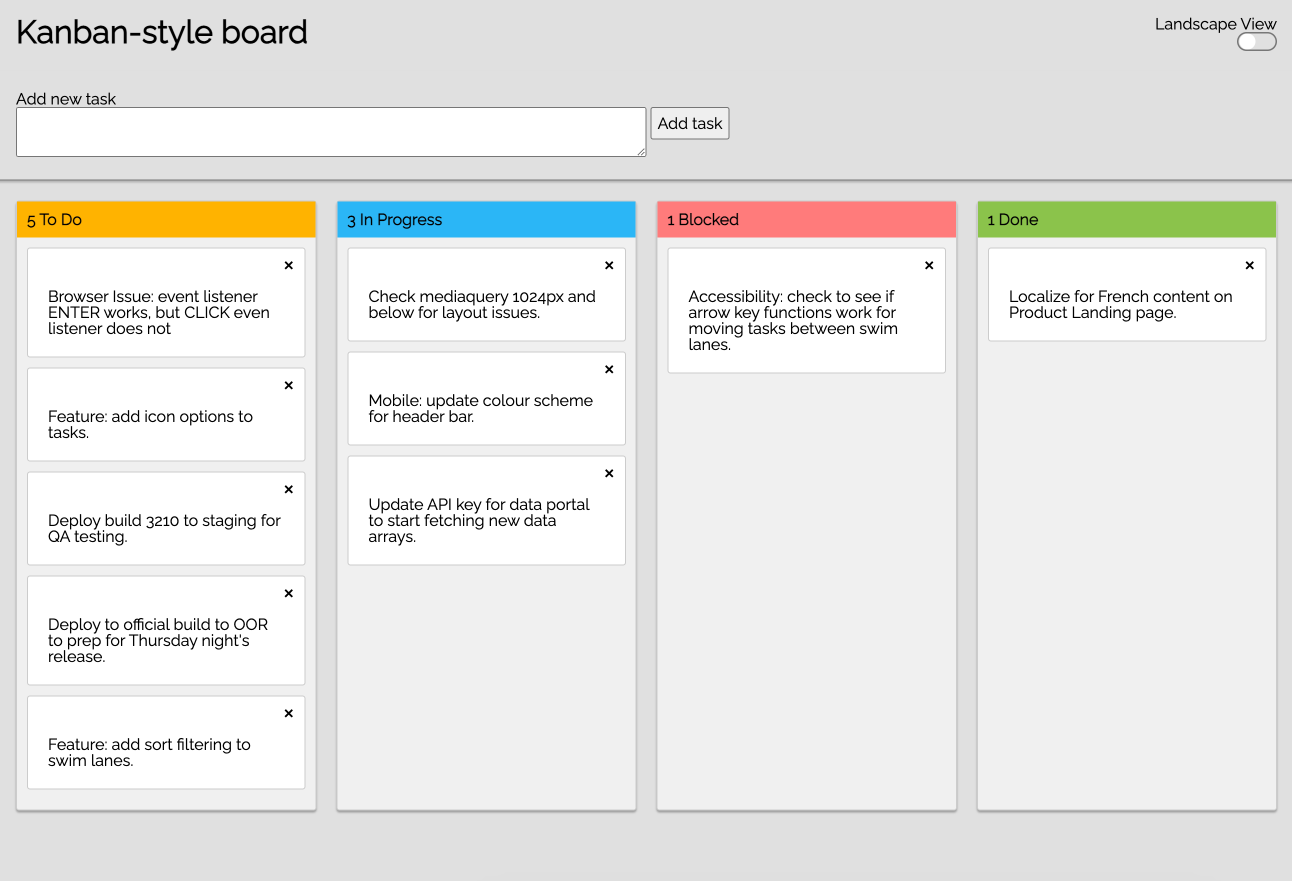 Kanban-style board
Landscape View
Add new task
Add task
5 To Do
Browser Issue: event listener
ENTER works, but CLICK even
listener does not
Feature: add icon options to
tasks.
Deploy build 3210 to staging for
QA testing.
Deploy to official build to OOR
to prep for Thursday night's
release.
Feature: add sort filtering to
swim lanes.
3 In Progress
Check mediaquery 1024px and
below for layout issues.
Mobile: update colour scheme
for header bar.
Update API key for data portal
to start fetching new data
arrays.
1 Blocked
Accessibility: check to see if
arrow key functions work for
moving tasks between swim
lanes.
1 Done
Localize for French content on
Product Landing page.